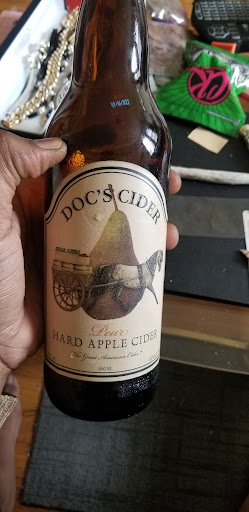 DOC'S CIDER
Pear
HARD APPLE CIDER
"The Great American Cider"